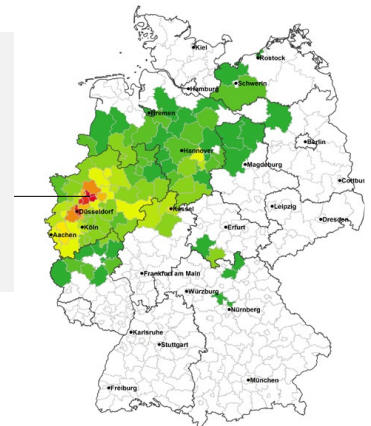 Kiel
Rostock
Schwerin
Hamburg
Bremen
Berlin
Hannover
Magdeburg
Cottbus
Düsseldorf
Kassel
Leipzig
Dresden
Köln
Aachen
Erfurt
Frankfurt am Main
Würzburg
Nürnberg
Karlsruhe
Stuttgart
München
Freiburg